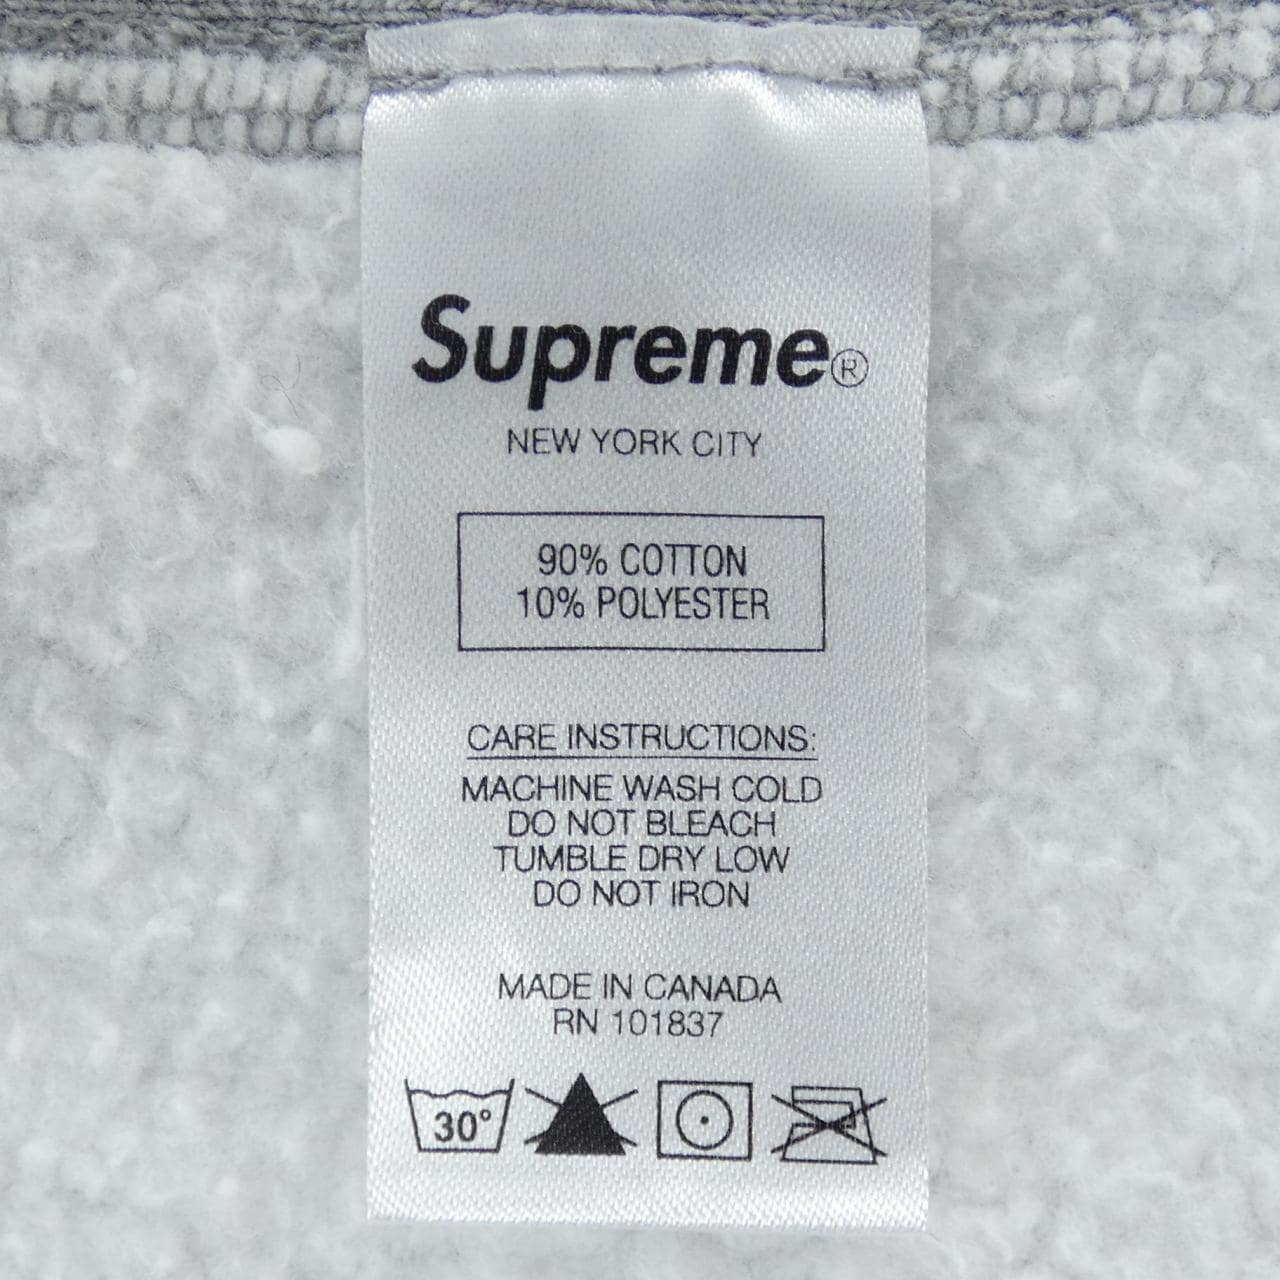 Supreme®
NEW YORK CITY
90% COTTON
10% POLYESTER
CARE INSTRUCTIONS:
MACHINE WASH COLD
DO NOT BLEACH
TUMBLE DRY LOW
DO NOT IRON
MADE IN CANADA
RN 101837
30°